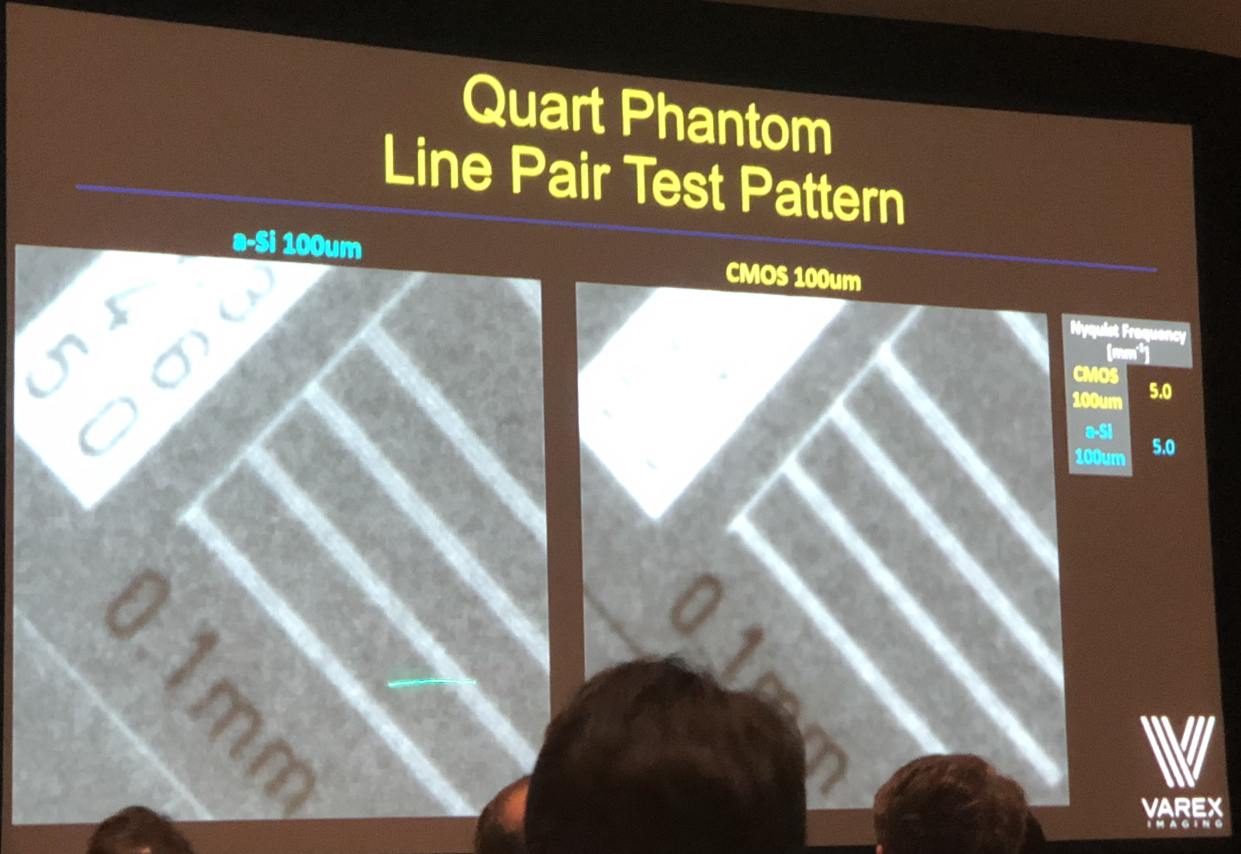 Quart Phantom
Line Pair Test Pattern
a-Si 100um
CMOS 100um
3
4
6
5
0
0.1mm
0.1mm
Nyquist Frequency
[mm⁻¹]
CMOS
100um
5.0
a-Si
100um
5.0
VAREX
IMAGING